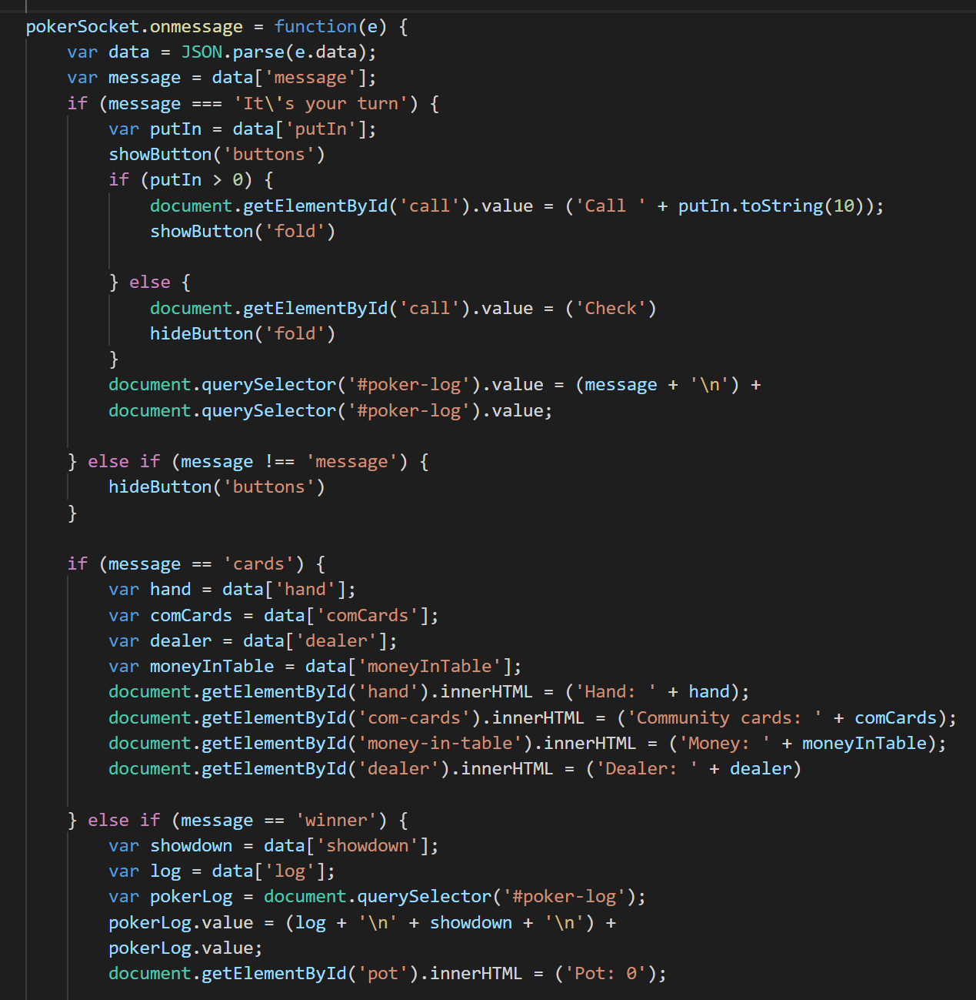 pokerSocket.onmessage = function(e) {
    var data = JSON.parse(e.data);
    var message = data['message'];
    if (message === 'It\'s your turn') {
        var putIn = data['putIn'];
        showButton('buttons')
        if (putIn > 0) {
            document.getElementById('call').value = ('Call ' + putIn.toString(10));
            showButton('fold')

        } else {
            document.getElementById('call').value = ('Check')
            hideButton('fold')
        }
        document.querySelector('#poker-log').value = (message + '\n') +
        document.querySelector('#poker-log').value;

    } else if (message !== 'message') {
        hideButton('buttons')
    }

    if (message == 'cards') {
        var hand = data['hand'];
        var comCards = data['comCards'];
        var dealer = data['dealer'];
        var moneyInTable = data['moneyInTable'];
        document.getElementById('hand').innerHTML = ('Hand: ' + hand);
        document.getElementById('com-cards').innerHTML = ('Community cards: ' + comCards);
        document.getElementById('money-in-table').innerHTML = ('Money: ' + moneyInTable);
        document.getElementById('dealer').innerHTML = ('Dealer: ' + dealer)

    } else if (message == 'winner') {
        var showdown = data['showdown'];
        var log = data['log'];
        var pokerLog = document.querySelector('#poker-log');
        pokerLog.value = (log + '\n' + showdown + '\n') +
        pokerLog.value;
        document.getElementById('pot').innerHTML = ('Pot: 0');